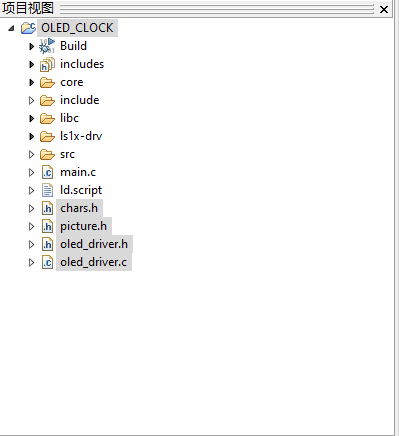 项目视图
OLED_CLOCK
Build
includes
core
include
libc
ls1x-drv
src
main.c
ld.script
chars.h
picture.h
oled_driver.h
oled_driver.c